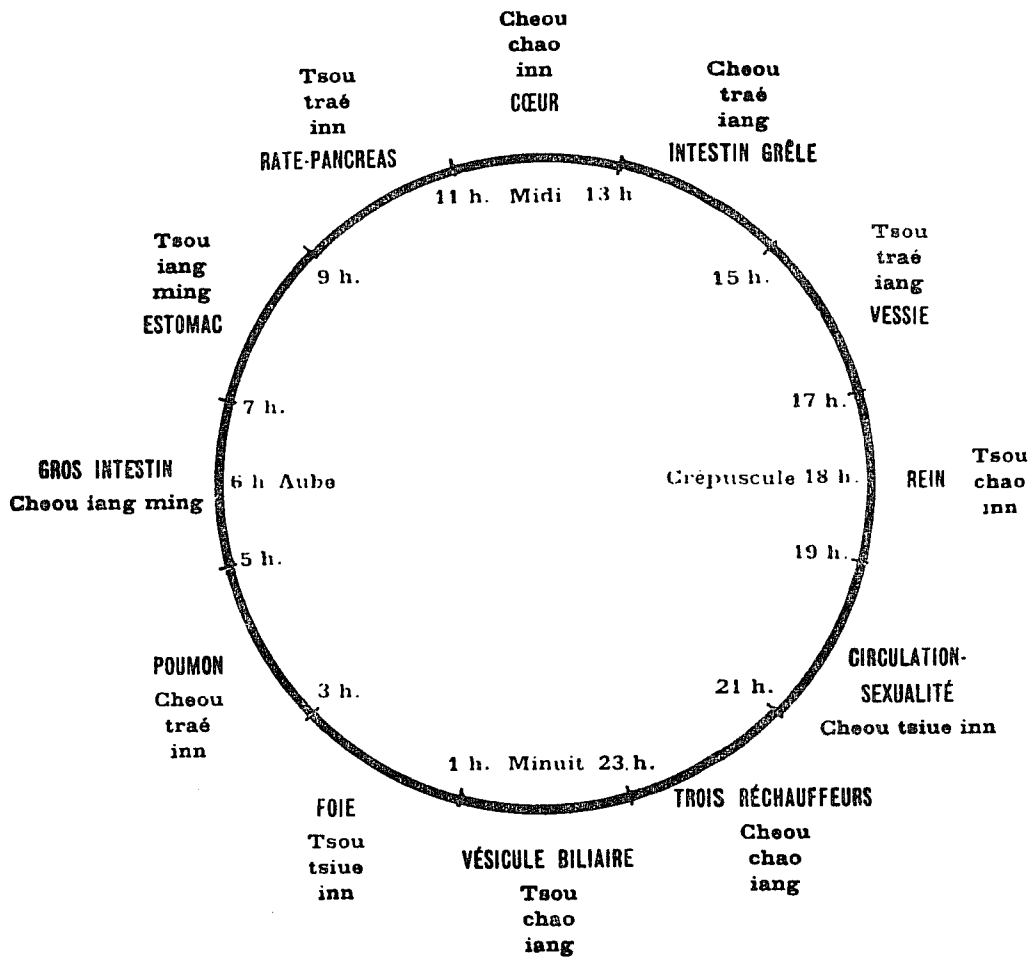 Cheou
chao
inn
CŒUR
Cheou
traé
iang
INTESTIN GRÊLE
Tsou
traé
iang
VESSIE
Tsou
chao
inn
REIN
CIRCULATION-
SEXUALITÉ
Cheou tsiue inn
TROIS RÉCHAUFFEURS
Cheou
chao
iang
VÉSICULE BILIAIRE
Tsou
chao
iang
FOIE
Tsou
tsiue
inn
POUMON
Cheou
traé
inn
GROS INTESTIN
Cheou iang ming
Tsou
iang
ming
ESTOMAC
Tsou
traé
inn
RATE-PANCREAS
11 h. Midi 13 h
15 h.
17 h.
Crépuscule 18 h.
19 h.
21 h.
23.h.
Minuit
1 h.
3 h.
5 h.
6 h Aube
7 h.
9 h.